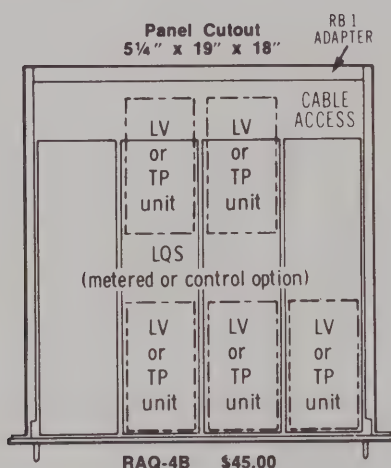 Panel Cutout
5¼" x 19" x 18"
RB 1
ADAPTER
CABLE
ACCESS
LV
or
TP
unit
LV
or
TP
unit
LQS
(metered or control option)
LV
or
TP
unit
LV
or
TP
unit
LV
or
TP
unit
RAQ-4B $45.00